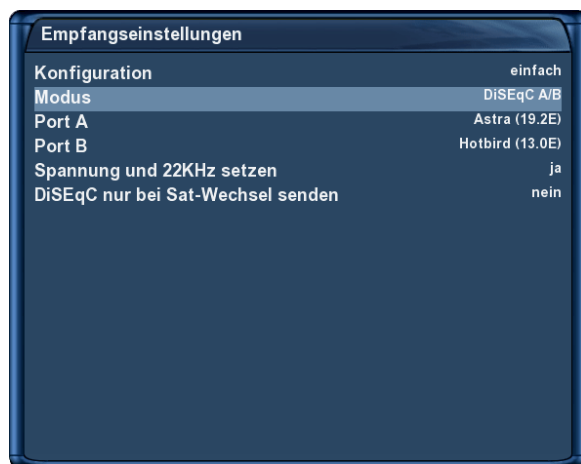 Empfangseinstellungen
Konfiguration einfach
Modus DiSEqC A/B
Port A Astra (19.2E)
Port B Hotbird (13.0E)
Spannung und 22KHz setzen ja
DiSEqC nur bei Sat-Wechsel senden nein